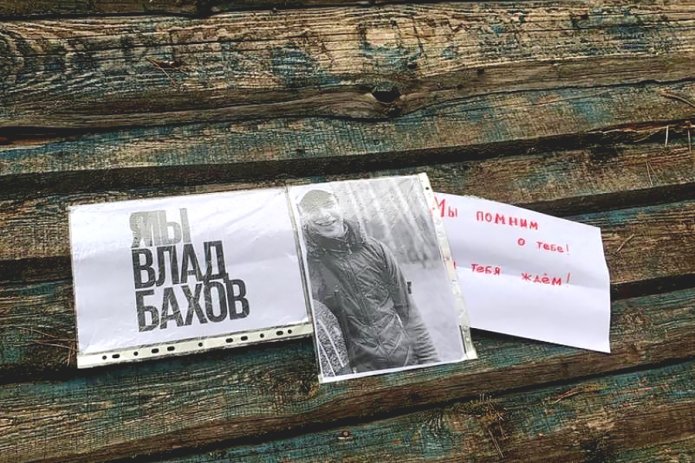 ЯМЫ
ВЛАД
БАХОВ
Мы помним
о тебе!
тебя ждём!